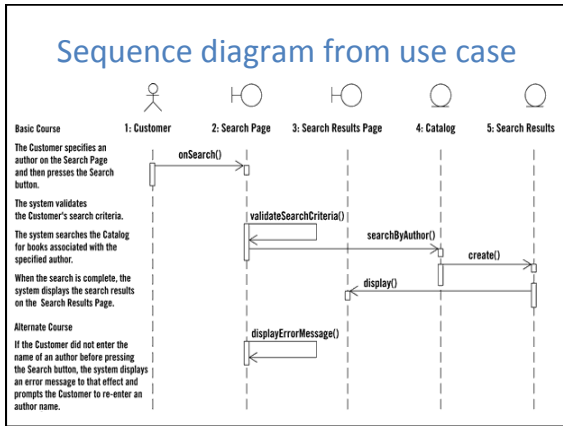 Sequence diagram from use case
Basic Course
1: Customer
2: Search Page
3: Search Results Page
4: Catalog
5: Search Results
The Customer specifies an
author on the Search Page
and then presses the Search
button.
onSearch()
The system validates
the Customer's search criteria.
validateSearchCriteria()
The system searches the Catalog
for books associated with the
specified author.
searchByAuthor()
create()
When the search is complete, the
system displays the search results
on the Search Results Page.
display()
Alternate Course
If the Customer did not enter the
name of an author before pressing
the Search button, the system displays
an error message to that effect and
prompts the Customer to re-enter an
author name.
displayErrorMessage()